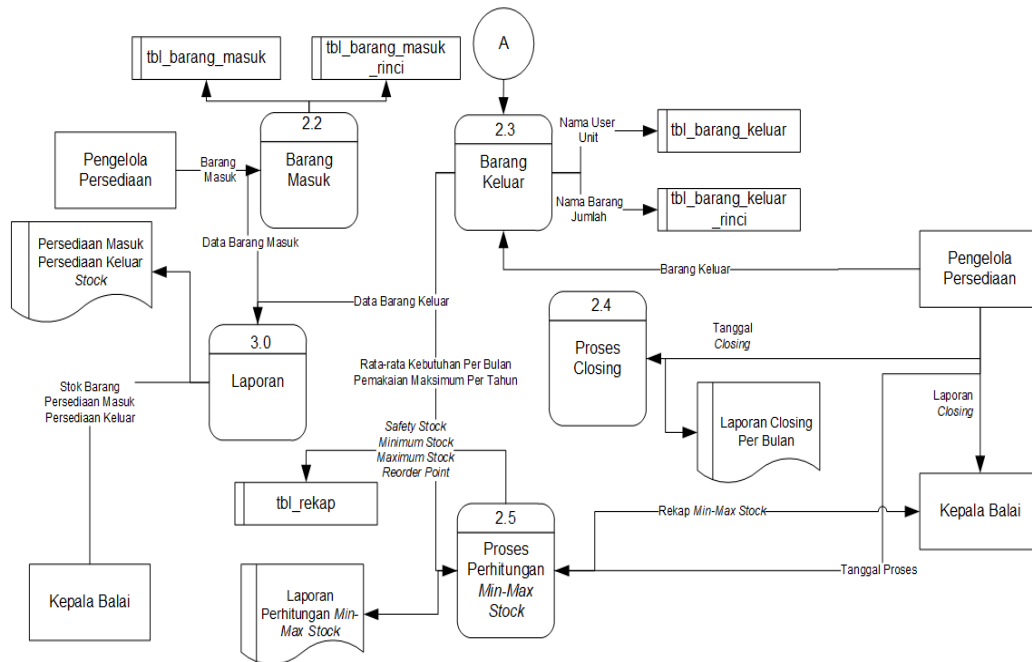 tbl_barang_masuk
tbl_barang_masuk
_rinci
A
2.2
Barang
Masuk
2.3
Barang
Keluar
Nama User
Unit
tbl_barang_keluar
Pengelola
Persediaan
Barang
Masuk
Nama Barang
Jumlah
tbl_barang_keluar
_rinci
Persediaan Masuk
Persediaan Keluar
Stock
Data Barang Masuk
Barang Keluar
Pengelola
Persediaan
Data Barang Keluar
2.4
Proses
Closing
Tanggal
Closing
3.0
Laporan
Rata-rata Kebutuhan Per Bulan
Pemakaian Maksimum Per Tahun
Stok Barang
Persediaan Masuk
Persediaan Keluar
Laporan
Closing
Laporan Closing
Per Bulan
Safety Stock
Minimum Stock
Maximum Stock
Reorder Point
tbl_rekap
2.5
Proses
Perhitungan
Min-Max
Stock
Rekap Min-Max Stock
Kepala Balai
Tanggal Proses
Kepala Balai
Laporan
Perhitungan Min-
Max Stock